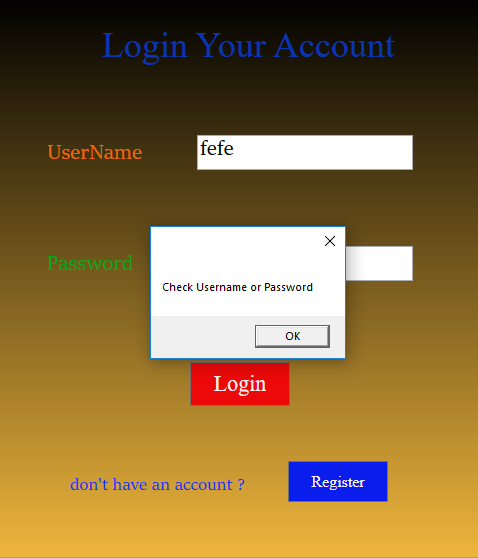 Login Your Account
UserName
fefe
Password
Check Username or Password
OK
Login
don't have an account ?
Register